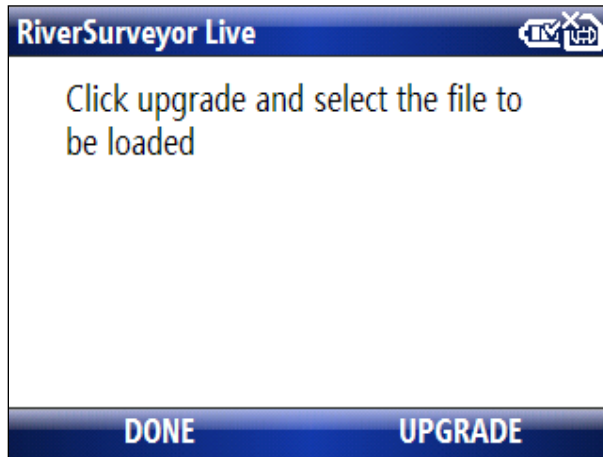 RiverSurveyor Live
Click upgrade and select the file to
be loaded
DONE UPGRADE